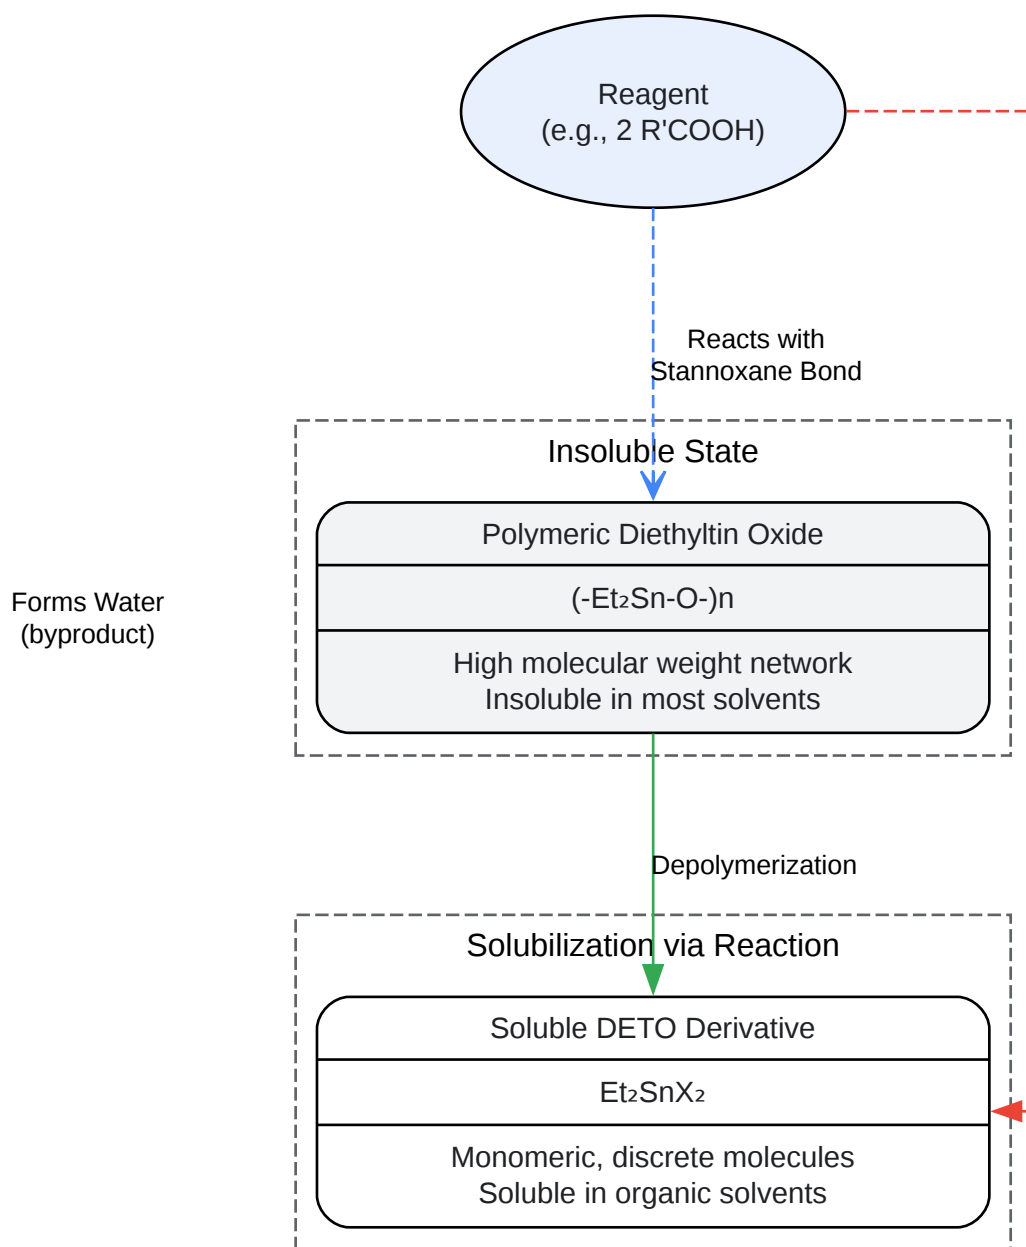 Reagent
(e.g., 2 R'COOH)
Reacts with
Stannoxane Bond
Insoluble State
Polymeric Diethyltin Oxide
(-Et₂Sn-O-)n
High molecular weight network
Insoluble in most solvents
Forms Water
(byproduct)
Depolymerization
Solubilization via Reaction
Soluble DETO Derivative
Et₂SnX₂
Monomeric, discrete molecules
Soluble in organic solvents